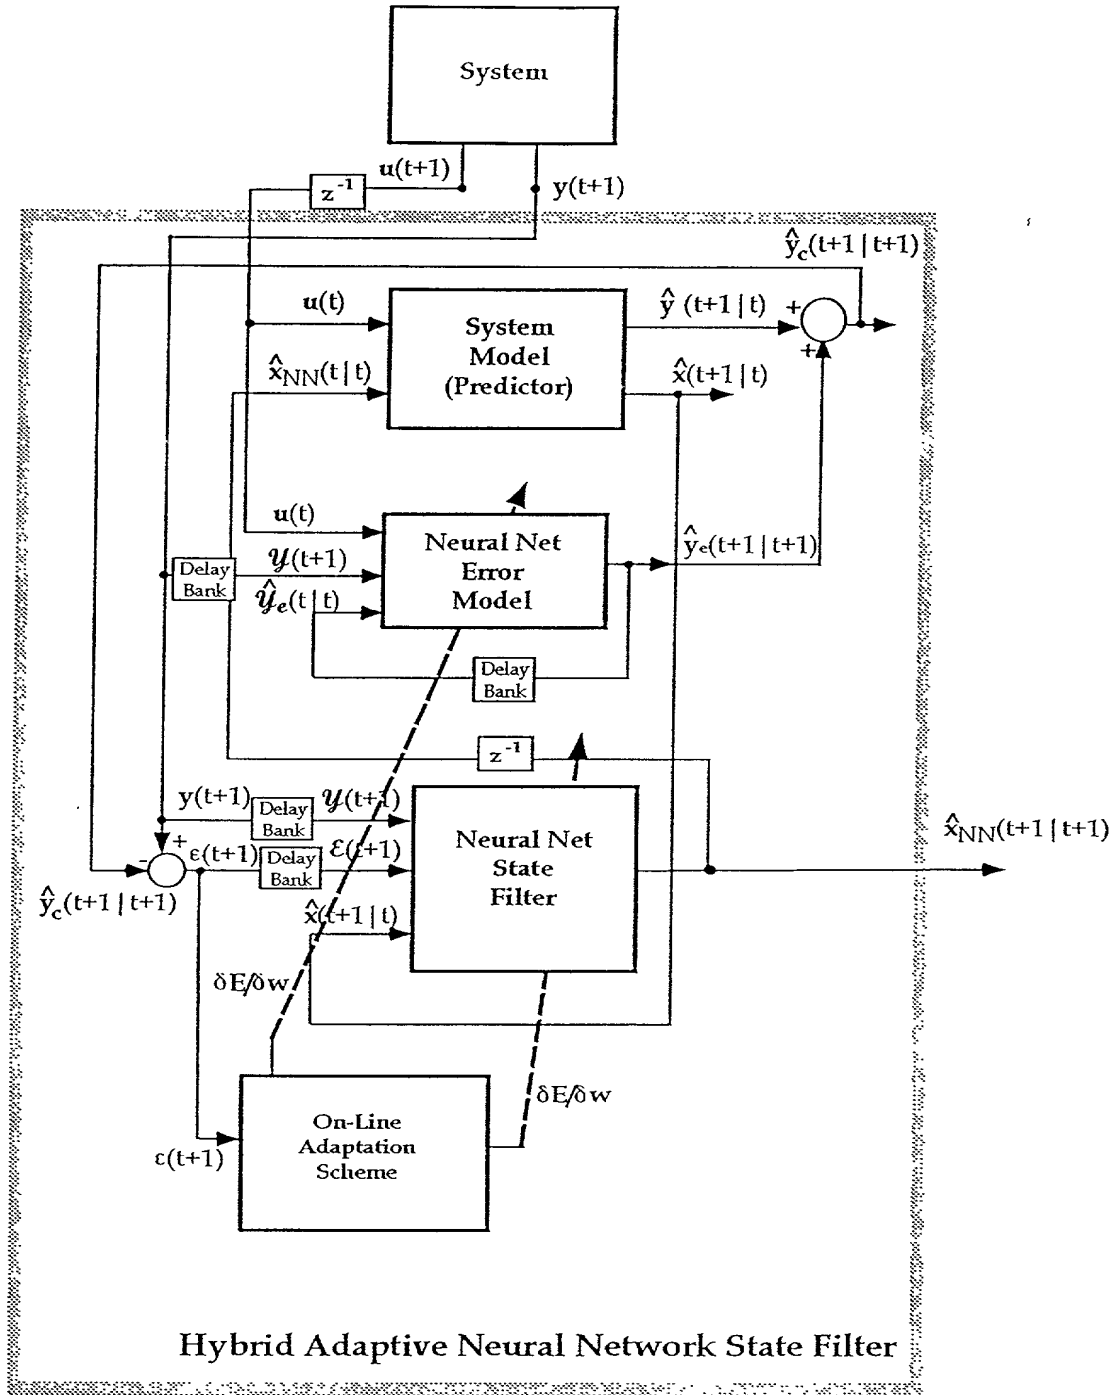 System
u(t+1)
z⁻¹
y(t+1)
ŷc(t+1|t+1)
u(t)
System
Model
(Predictor)
ŷ (t+1|t)
+
+
x̂NN(t|t)
x̂(t+1|t)
u(t)
Neural Net
Error
Model
ŷe(t+1|t+1)
Delay
Bank
𝒴(t+1)
𝒴̂e(t|t)
Delay
Bank
z⁻¹
y(t+1)
Delay
Bank
𝒴(t+1)
Neural Net
State
Filter
x̂NN(t+1|t+1)
+
-
ε(t+1)
Delay
Bank
ℰ(t+1)
ŷc(t+1|t+1)
x̂(t+1|t)
δE/δw
δE/δw
On-Line
Adaptation
Scheme
ε(t+1)
Hybrid Adaptive Neural Network State Filter